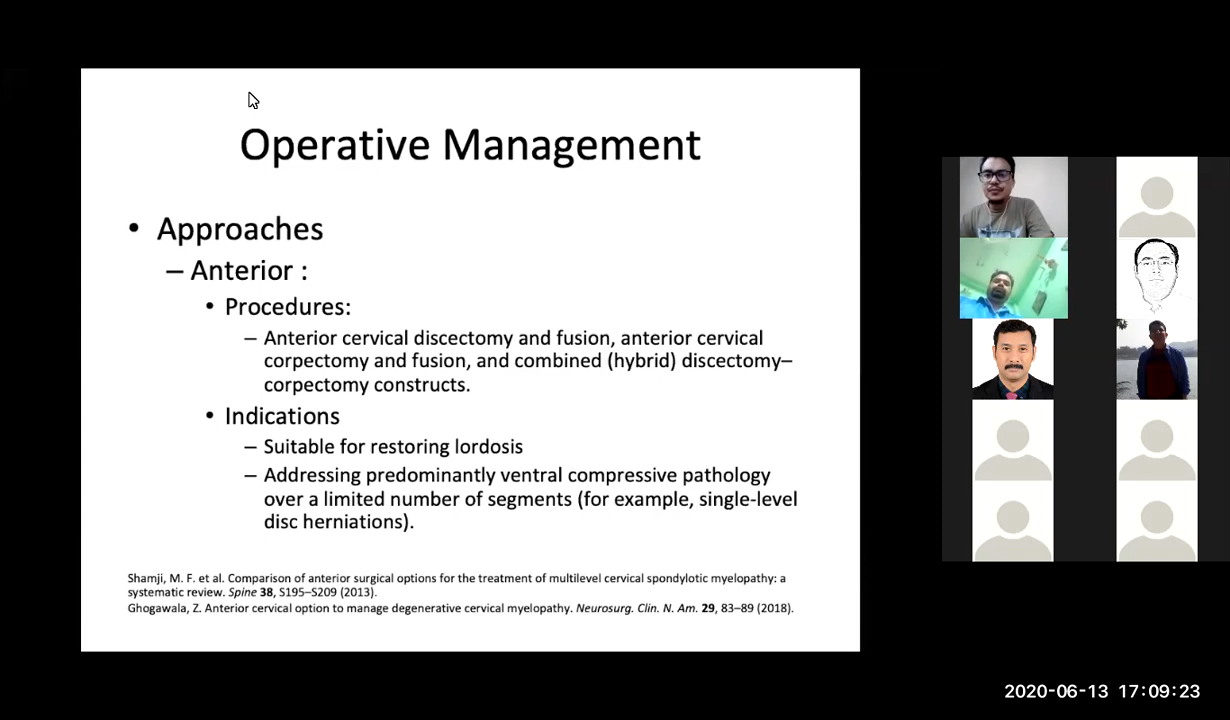 Operative Management
• Approaches
– Anterior :
• Procedures:
– Anterior cervical discectomy and fusion, anterior cervical
corpectomy and fusion, and combined (hybrid) discectomy–
corpectomy constructs.
• Indications
– Suitable for restoring lordosis
– Addressing predominantly ventral compressive pathology
over a limited number of segments (for example, single-level
disc herniations).
Shamji, M. F. et al. Comparison of anterior surgical options for the treatment of multilevel cervical spondylotic myelopathy: a
systematic review. Spine 38, S195–S209 (2013).
Ghogawala, Z. Anterior cervical option to manage degenerative cervical myelopathy. Neurosurg. Clin. N. Am. 29, 83–89 (2018).
2020-06-13 17:09:23